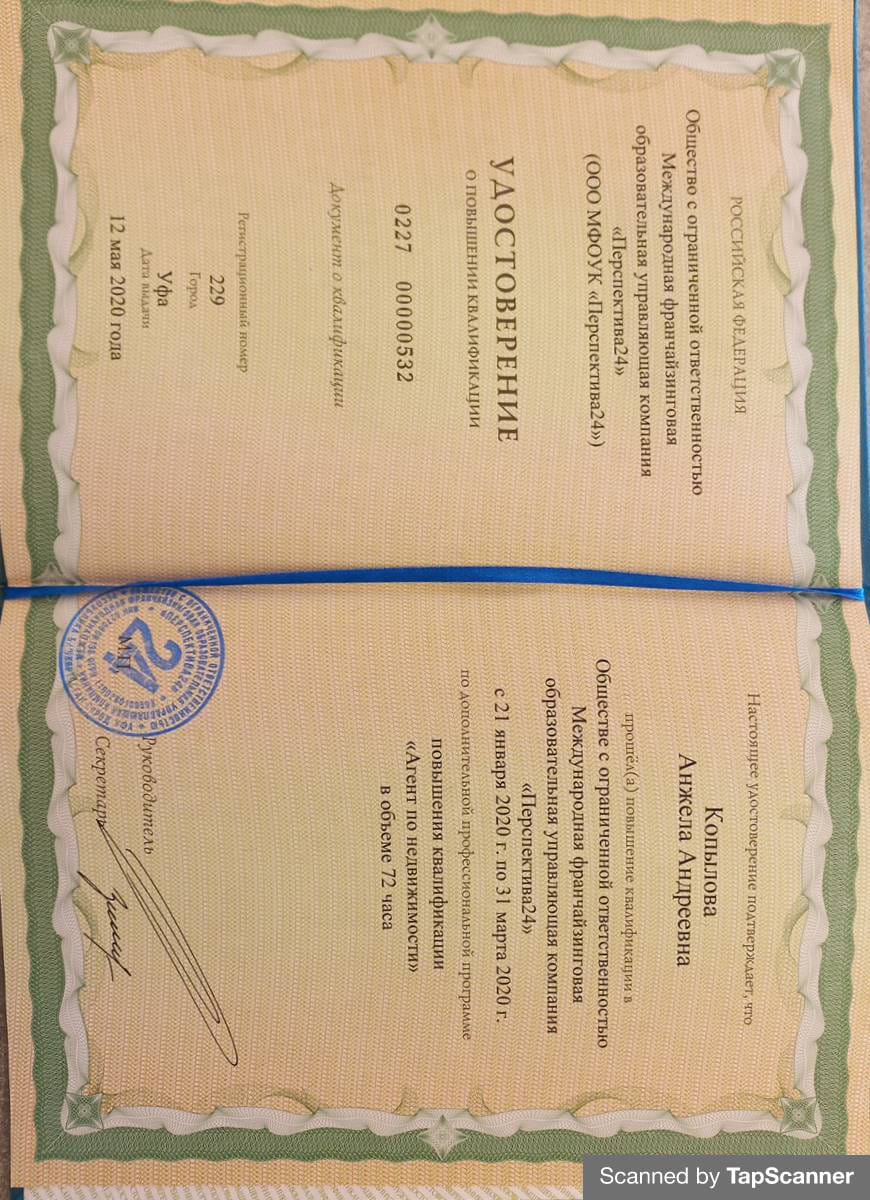 РОССИЙСКАЯ ФЕДЕРАЦИЯ
Общество с ограниченной ответственностью
Международная франчайзинговая
образовательная управляющая компания
«Перспектива24»
(ООО МФОУК «Перспектива24»)
УДОСТОВЕРЕНИЕ
О ПОВЫШЕНИИ КВАЛИФИКАЦИИ
0227 00000532
Документ о квалификации
Регистрационный номер
229
Город
Уфа
Дата выдачи
12 мая 2020 года
Настоящее удостоверение подтверждает, что
Копылова
Анжела Андреевна
прошёл(а) повышение квалификации в
Обществе с ограниченной ответственностью
Международная франчайзинговая
образовательная управляющая компания
«Перспектива24»
с 21 января 2020 г. по 31 марта 2020 г.
по дополнительной профессиональной программе
повышения квалификации
«Агент по недвижимости»
в объеме 72 часа
Руководитель
М.П.
Секретарь
Scanned by TapScanner